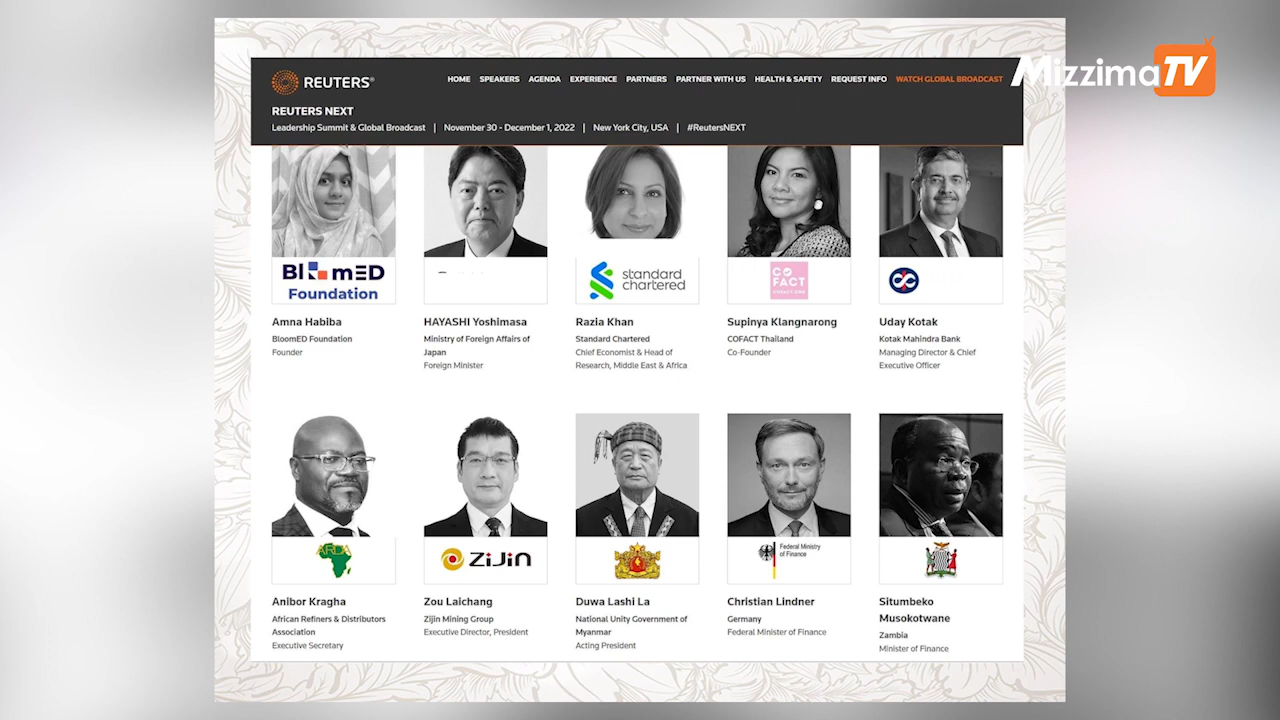 MizzimaTV
REUTERS®
HOME SPEAKERS AGENDA EXPERIENCE PARTNERS PARTNER WITH US HEALTH & SAFETY REQUEST INFO WATCH GLOBAL BROADCAST
REUTERS NEXT
Leadership Summit & Global Broadcast | November 30 - December 1, 2022 | New York City, USA | #ReutersNEXT
BloomED
Foundation
standard
chartered
CO
FACT
Amna Habiba
BloomED Foundation
Founder
HAYASHI Yoshimasa
Ministry of Foreign Affairs of
Japan
Foreign Minister
Razia Khan
Standard Chartered
Chief Economist & Head of
Research, Middle East & Africa
Supinya Klangnarong
COFACT Thailand
Co-Founder
Uday Kotak
Kotak Mahindra Bank
Managing Director & Chief
Executive Officer
ARDA
ZiJin
Federal Ministry
of Finance
Anibor Kragha
African Refiners & Distributors
Association
Executive Secretary
Zou Laichang
Zijin Mining Group
Executive Director, President
Duwa Lashi La
National Unity Government of
Myanmar
Acting President
Christian Lindner
Germany
Federal Minister of Finance
Situmbeko
Musokotwane
Zambia
Minister of Finance